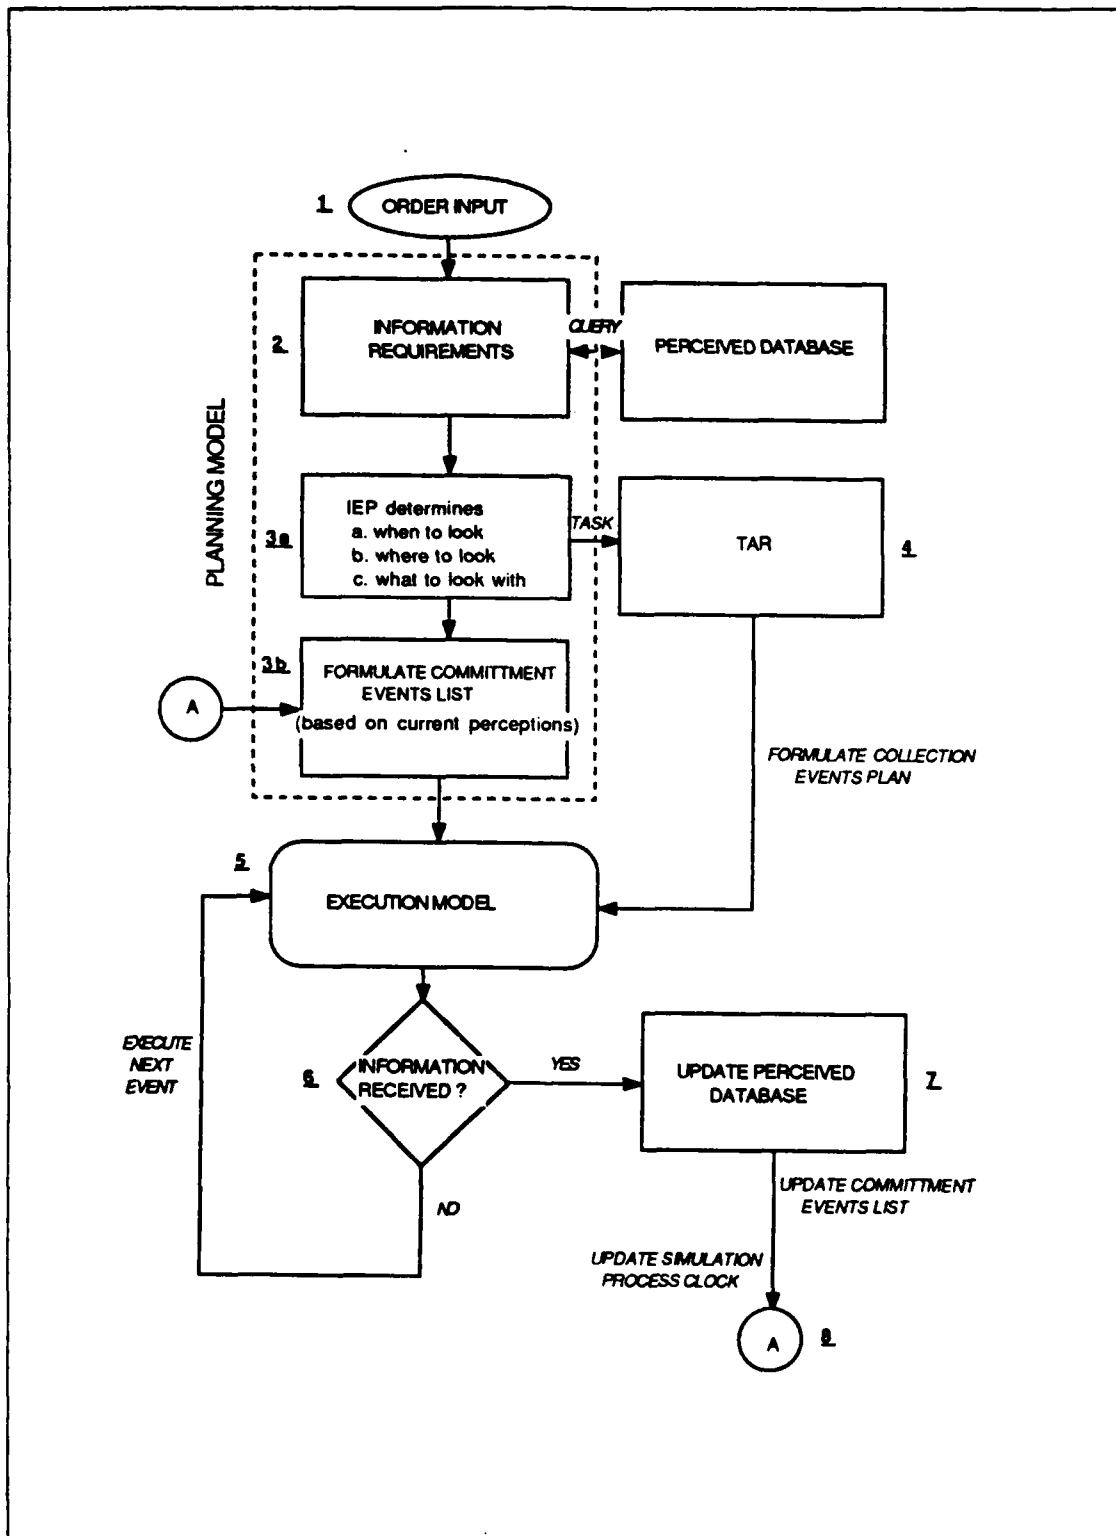 1
ORDER INPUT
2
INFORMATION
REQUIREMENTS
QUERY
PERCEIVED DATABASE
PLANNING MODEL
3a
IEP determines
a. when to look
b. where to look
c. what to look with
TASK
TAR
4
3b
FORMULATE COMMITTMENT
EVENTS LIST
(based on current perceptions)
A
FORMULATE COLLECTION
EVENTS PLAN
5
EXECUTION MODEL
EXECUTE
NEXT
EVENT
6
INFORMATION
RECEIVED ?
YES
UPDATE PERCEIVED
DATABASE
7
NO
UPDATE COMMITTMENT
EVENTS LIST
UPDATE SIMULATION
PROCESS CLOCK
A
8